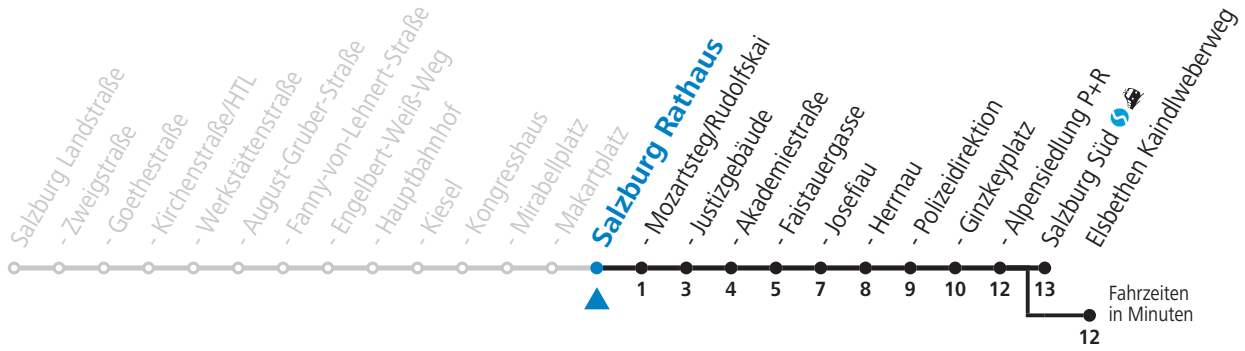 Salzburg Landstraße
- Zweigstraße
- Goethestraße
- Kirchenstraße/HTL
- Werkstättenstraße
- August-Gruber-Straße
- Fanny-von-Lehnert-Straße
- Engelbert-Weiß-Weg
- Hauptbahnhof
- Kiesel
- Kongresshaus
- Mirabellplatz
- Makartplatz
Salzburg Rathaus
- Mozartsteg/Rudolfskai
- Justizgebäude
- Akademiestraße
- Faistauergasse
- Josefiau
- Herrnau
- Polizeidirektion
- Ginzkeyplatz
- Alpensiedlung P+R
Salzburg Süd
Elsbethen Kaindlweberweg
1 3 4 5 7 8 9 10 12 13
Fahrzeiten
in Minuten
12